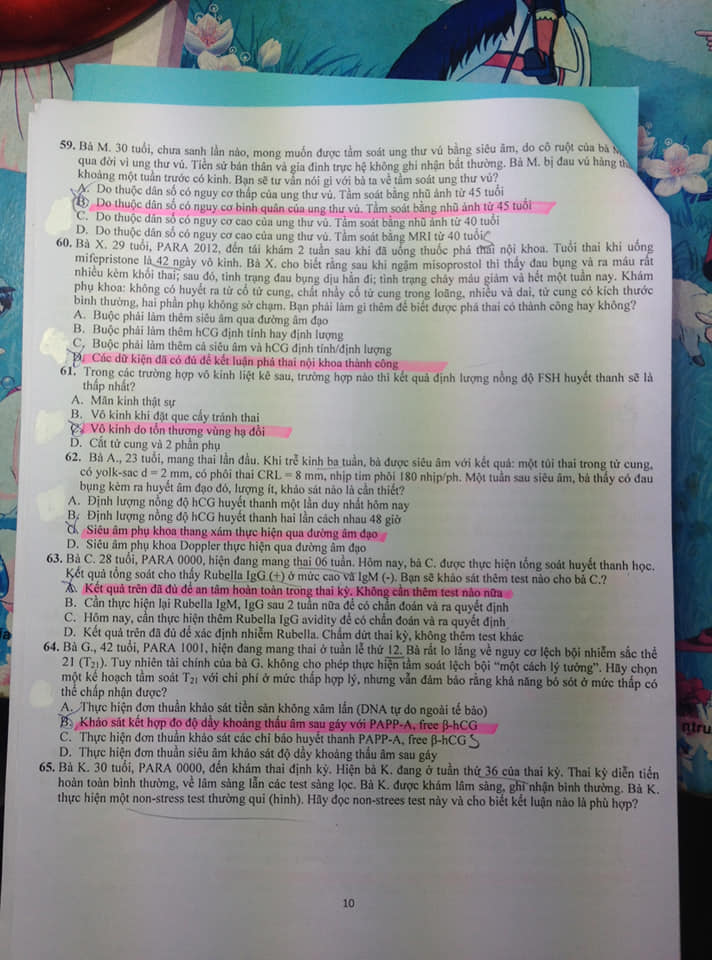 59. Bà M. 30 tuổi, chưa sanh lần nào, mong muốn được tầm soát ung thư vú bằng siêu âm, do cô ruột của bà
qua đời vì ung thư vú. Tiền sử bản thân và gia đình trực hệ không ghi nhận bất thường. Bà M. bị đau vú hàng
khoảng một tuần trước có kinh. Bạn sẽ tư vấn nói gì với bà ta về tầm soát ung thư vú?
A. Do thuộc dân số có nguy cơ thấp của ung thư vú. Tầm soát bằng nhũ ảnh từ 45 tuổi
B. Do thuộc dân số có nguy cơ bình quân của ung thư vú. Tầm soát bằng nhũ ảnh từ 45 tuổi
C. Do thuộc dân số có nguy cơ cao của ung thư vú. Tầm soát bằng nhũ ảnh từ 40 tuổi
D. Do thuộc dân số có nguy cơ cao của ung thư vú. Tầm soát bằng MRI từ 40 tuổi
60. Bà X. 29 tuổi, PARA 2012, đến tái khám 2 tuần sau khi đã uống thuốc phá thai nội khoa. Tuổi thai khi uống
mifepristone là 42 ngày vô kinh. Bà X. cho biết rằng sau khi ngậm misoprostol thì thấy đau bụng và ra máu rất
nhiều kèm khối thai; sau đó, tình trạng đau bụng dịu hẳn đi; tình trạng chảy máu giảm và hết một tuần nay. Khám
phụ khoa: không có huyết ra từ cổ tử cung, chất nhầy cổ tử cung trong loãng, nhiều và dai, tử cung có kích thước
bình thường, hai phần phụ không sờ chạm. Bạn phải làm gì thêm để biết được phá thai có thành công hay không?
A. Buộc phải làm thêm siêu âm qua đường âm đạo
B. Buộc phải làm thêm hCG định tính hay định lượng
C. Buộc phải làm thêm cả siêu âm và hCG định tính/định lượng
D. Các dữ kiện đã có đủ để kết luận phá thai nội khoa thành công
61. Trong các trường hợp vô kinh liệt kê sau, trường hợp nào thì kết quả định lượng nồng độ FSH huyết thanh sẽ là
thấp nhất?
A. Mãn kinh thật sự
B. Vô kinh khi đặt que cấy tránh thai
C. Vô kinh do tổn thương vùng hạ đồi
D. Cắt tử cung và 2 phần phụ
62. Bà A., 23 tuổi, mang thai lần đầu. Khi trễ kinh ba tuần, bà được siêu âm với kết quả: một túi thai trong tử cung,
có yolk-sac d = 2 mm, có phôi thai CRL = 8 mm, nhịp tim phôi 180 nhịp/ph. Một tuần sau siêu âm, bà thấy có đau
bụng kèm ra huyết âm đạo đỏ, lượng ít, khảo sát nào là cần thiết?
A. Định lượng nồng độ hCG huyết thanh một lần duy nhất hôm nay
B. Định lượng nồng độ hCG huyết thanh hai lần cách nhau 48 giờ
C. Siêu âm phụ khoa thang xám thực hiện qua đường âm đạo
D. Siêu âm phụ khoa Doppler thực hiện qua đường âm đạo
63. Bà C. 28 tuổi, PARA 0000, hiện đang mang thai 06 tuần. Hôm nay, bà C. được thực hiện tổng soát huyết thanh học.
Kết quả tổng soát cho thấy Rubella IgG (+) ở mức cao và IgM (-). Bạn sẽ khảo sát thêm test nào cho bà C.?
A. Kết quả trên đã đủ để an tâm hoàn toàn trong thai kỳ. Không cần thêm test nào nữa
B. Cần thực hiện lại Rubella IgM, IgG sau 2 tuần nữa để có chẩn đoán và ra quyết định
C. Hôm nay, cần thực hiện thêm Rubella IgG avidity để có chẩn đoán và ra quyết định
D. Kết quả trên đã đủ để xác định nhiễm Rubella. Chấm dứt thai kỳ, không thêm test khác
64. Bà G., 42 tuổi, PARA 1001, hiện đang mang thai ở tuần lễ thứ 12. Bà rất lo lắng về nguy cơ lệch bội nhiễm sắc thể
21 (T21). Tuy nhiên tài chính của bà G. không cho phép thực hiện tầm soát lệch bội “một cách lý tưởng”. Hãy chọn
một kế hoạch tầm soát T21 với chi phí ở mức thấp hợp lý, nhưng vẫn đảm bảo rằng khả năng bỏ sót ở mức thấp có
thể chấp nhận được?
A. Thực hiện đơn thuần khảo sát tiền sản không xâm lấn (DNA tự do ngoài tế bào)
B. Khảo sát kết hợp đo độ dầy khoảng thấu âm sau gáy với PAPP-A, free β-hCG
C. Thực hiện đơn thuần khảo sát các chỉ báo huyết thanh PAPP-A, free β-hCG
D. Thực hiện đơn thuần siêu âm khảo sát độ dầy khoảng thấu âm sau gáy
65. Bà K. 30 tuổi, PARA 0000, đến khám thai định kỳ. Hiện bà K. đang ở tuần thứ 36 của thai kỳ. Thai kỳ diễn tiến
hoàn toàn bình thường, về lâm sàng lẫn các test sàng lọc. Bà K. được khám lâm sàng, ghi nhận bình thường. Bà K.
thực hiện một non-stress test thường qui (hình). Hãy đọc non-strees test này và cho biết kết luận nào là phù hợp?
10